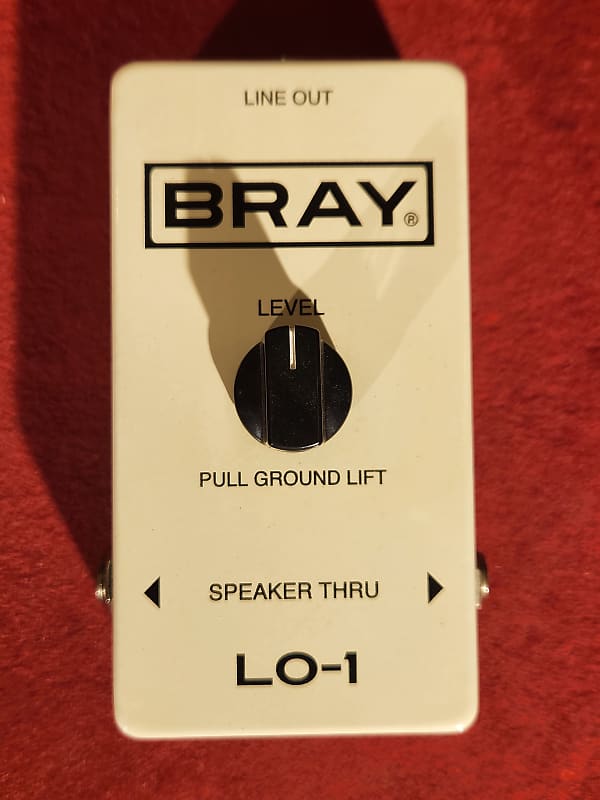 LINE OUT
BRAY®
LEVEL
PULL GROUND LIFT
◀ SPEAKER THRU ▶
LO-1